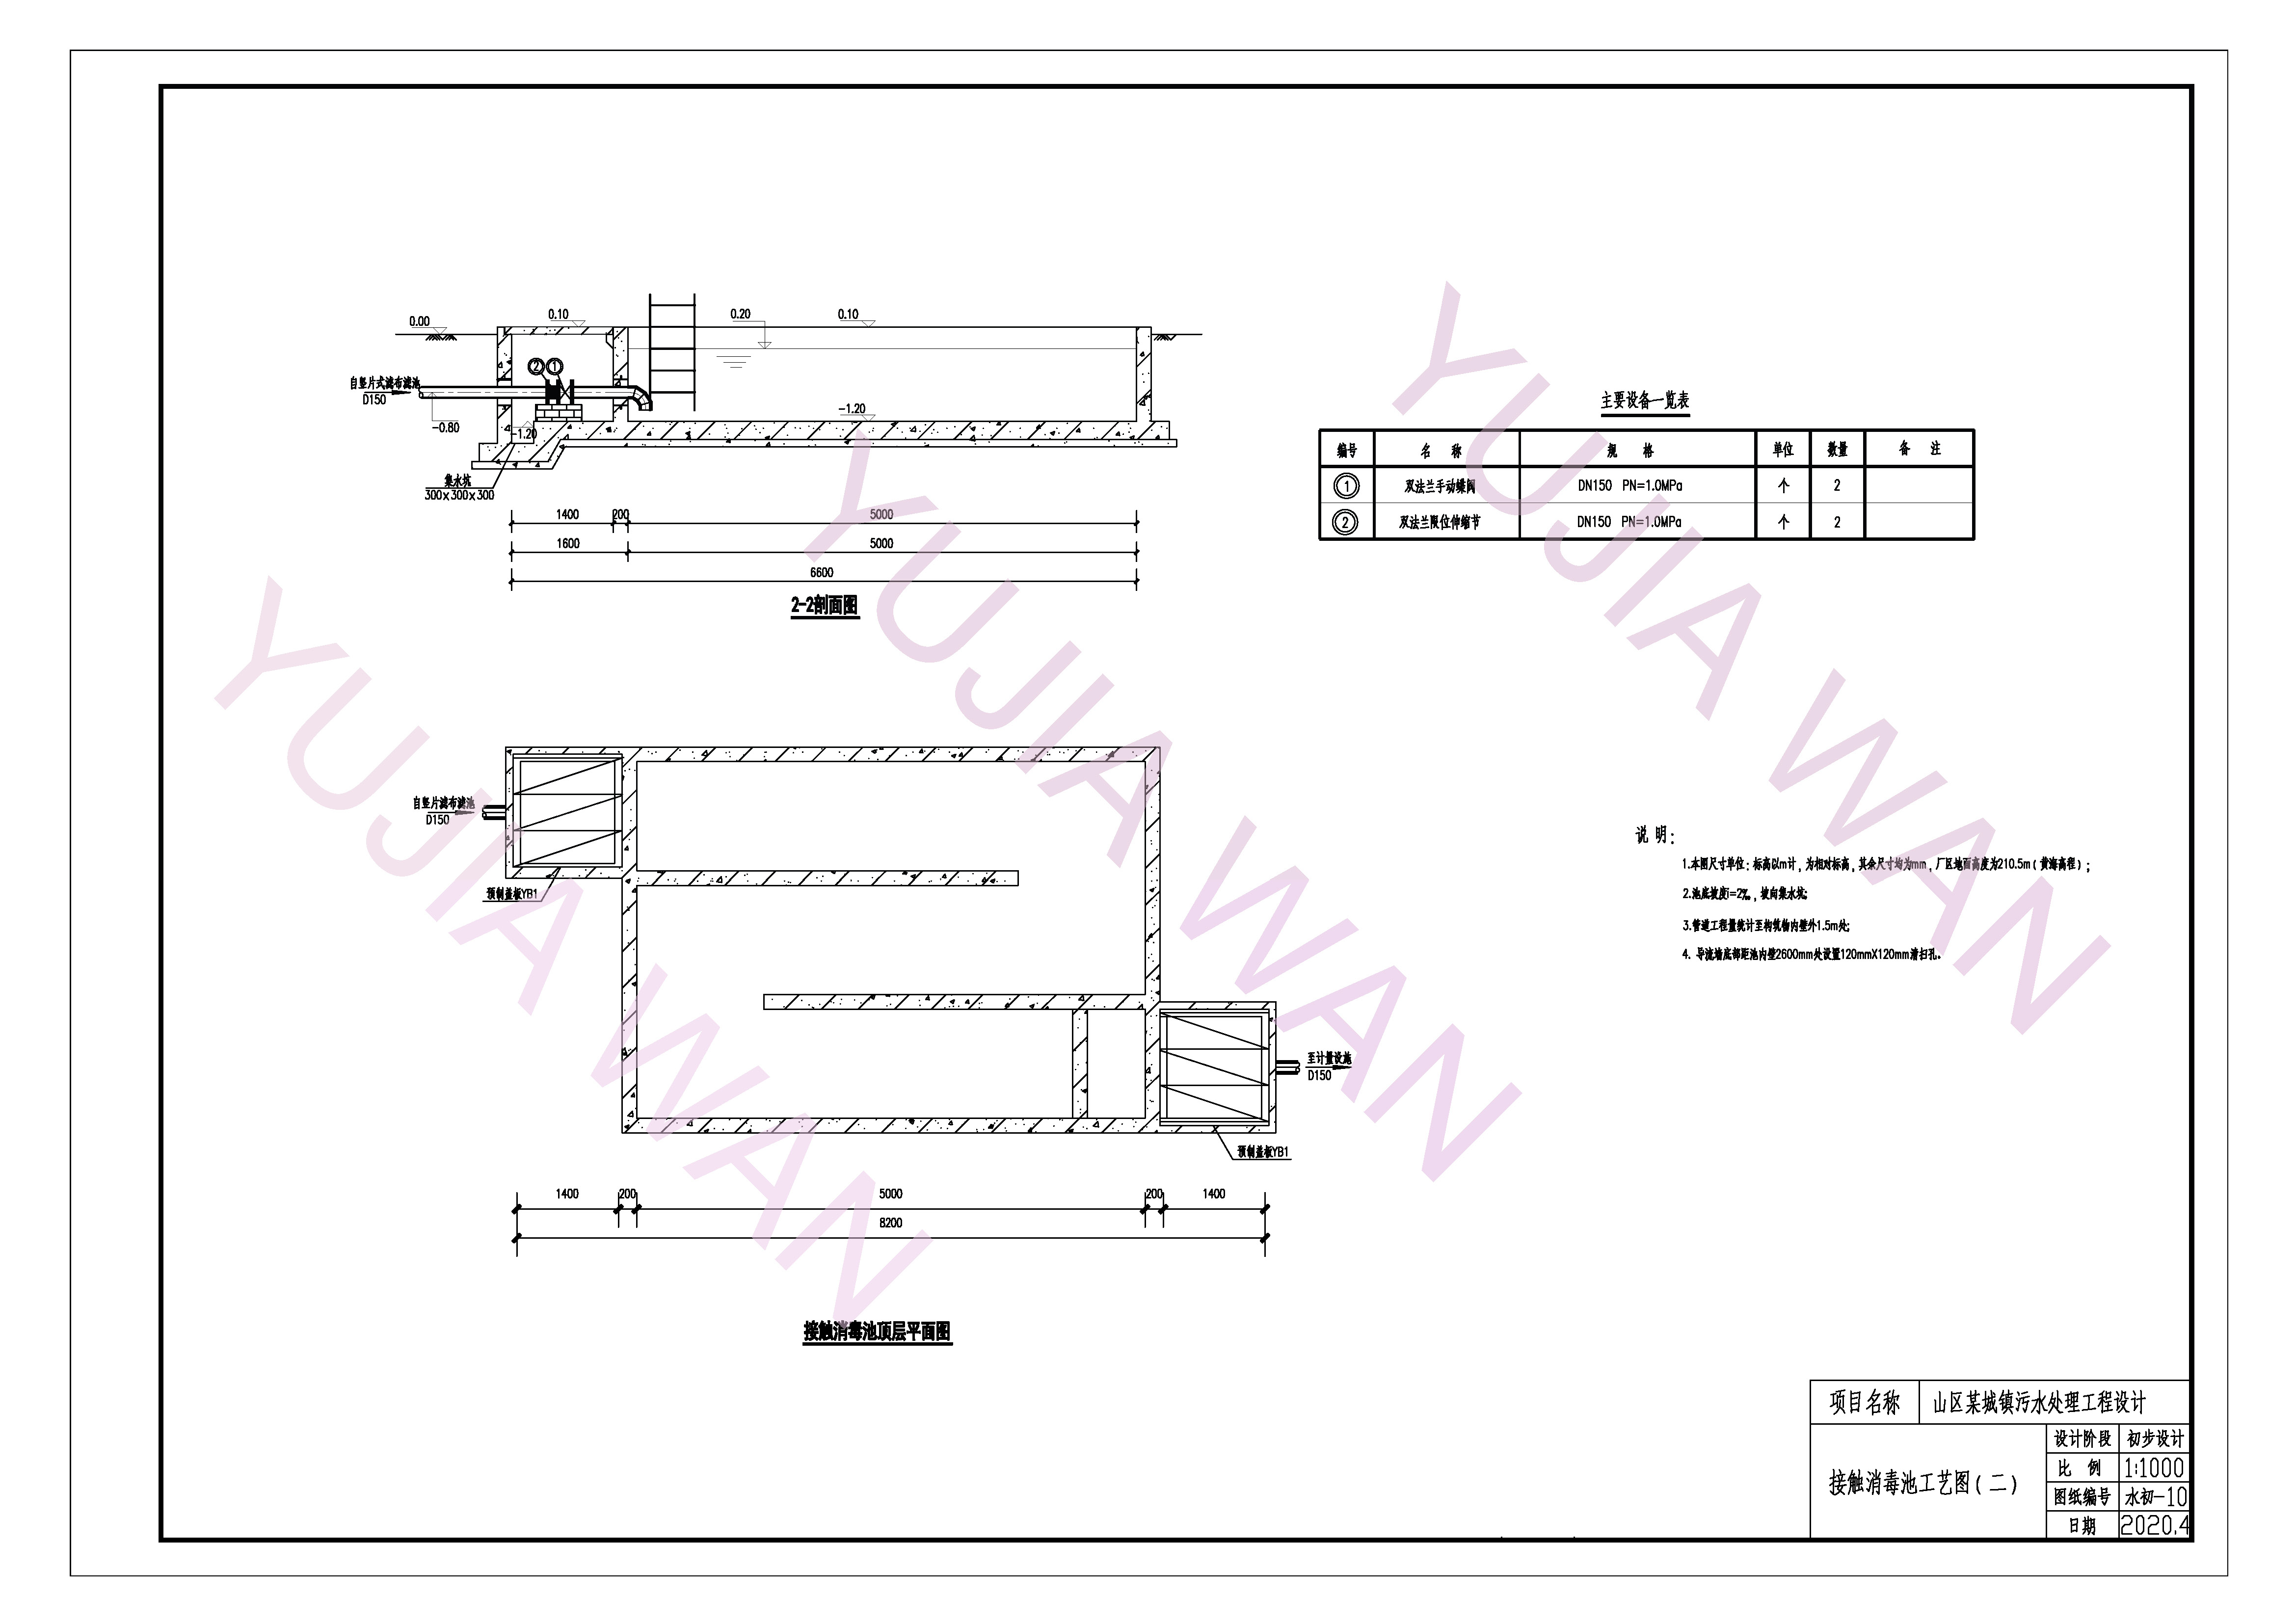 0.00
0.10
0.20
0.10
② ①
自竖片式滤布滤池
D150
-0.80
-1.20
-1.20
集水坑
300x300x300
1400 200 5000
1600 5000
6600
2-2剖面图
主要设备一览表
编号 名 称 规 格 单位 数量 备 注
① 双法兰手动蝶阀 DN150 PN=1.0MPa 个 2
② 双法兰限位伸缩节 DN150 PN=1.0MPa 个 2
自竖片滤布滤池
D150
预制盖板YB1
至计量设施
D150
预制盖板YB1
1400 200 5000 200 1400
8200
接触消毒池顶层平面图
说 明：
1.本图尺寸单位：标高以m计，为相对标高，其余尺寸均为mm，厂区地面高度为210.5m（黄海高程）；
2.池底坡度i=2‰，坡向集水坑;
3.管道工程量统计至构筑物内壁外1.5m处;
4. 导流墙底部距池内壁2600mm处设置120mmX120mm清扫孔。
项目名称 山区某城镇污水处理工程设计
接触消毒池工艺图（二）
设计阶段 初步设计
比 例 1:1000
图纸编号 水初-10
日期 2020.4
YUJIA WAN
YUJIA WAN
YUJIA WAN